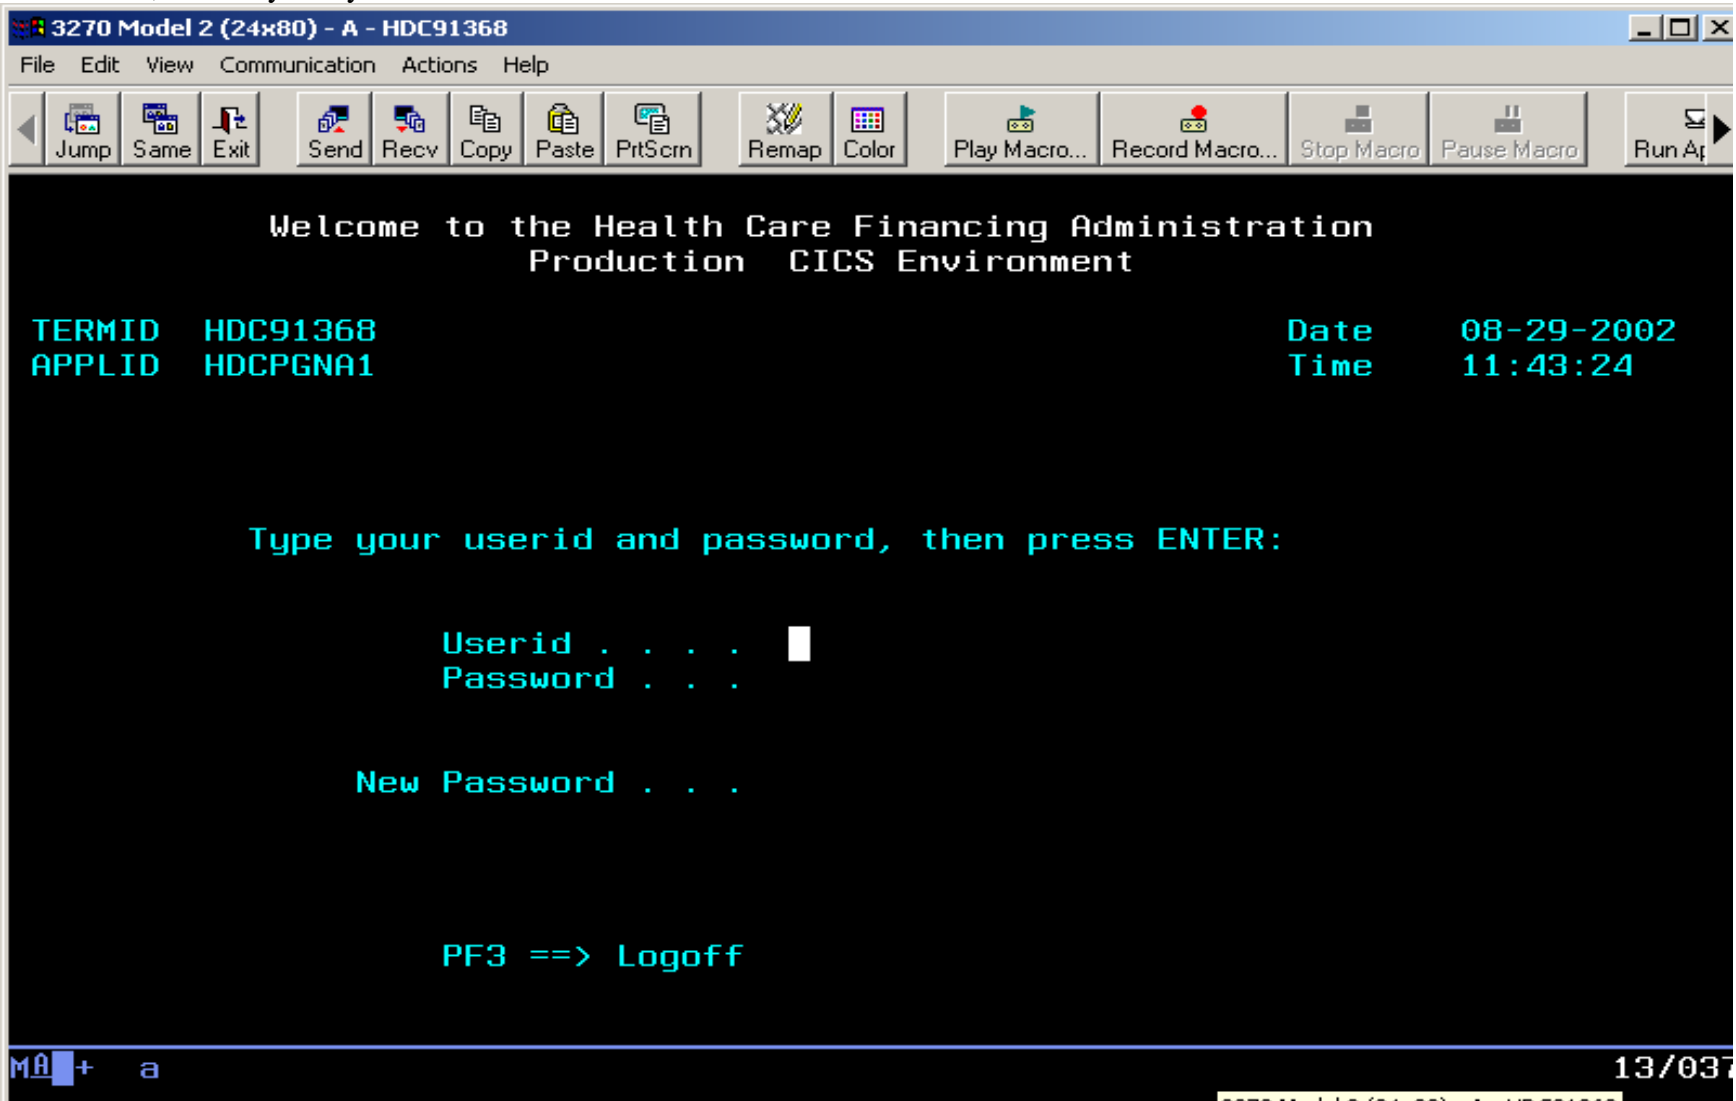 3270 Model 2 (24x80) - A - HDC91368
File Edit View Communication Actions Help
Jump Same Exit Send Recv Copy Paste PrtScrn Remap Color Play Macro... Record Macro... Stop Macro Pause Macro Run
Welcome to the Health Care Financing Administration
Production CICS Environment
TERMID HDC91368 Date 08-29-2002
APPLID HDCPGNA1 Time 11:43:24
Type your userid and password, then press ENTER:
Userid . . . .
Password . . .
New Password . . .
PF3 ==> Logoff
MA + a 13/037